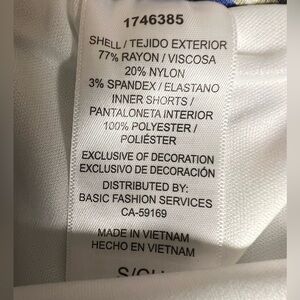 1746385
SHELL / TEJIDO EXTERIOR
77% RAYON / VISCOSA
20% NYLON
3% SPANDEX / ELASTANO
INNER SHORTS /
PANTALONETA INTERIOR
100% POLYESTER /
POLIÉSTER
EXCLUSIVE OF DECORATION
EXCLUSIVO DE DECORACIÓN
DISTRIBUTED BY:
BASIC FASHION SERVICES
CA-59169
MADE IN VIETNAM
HECHO EN VIETNAM